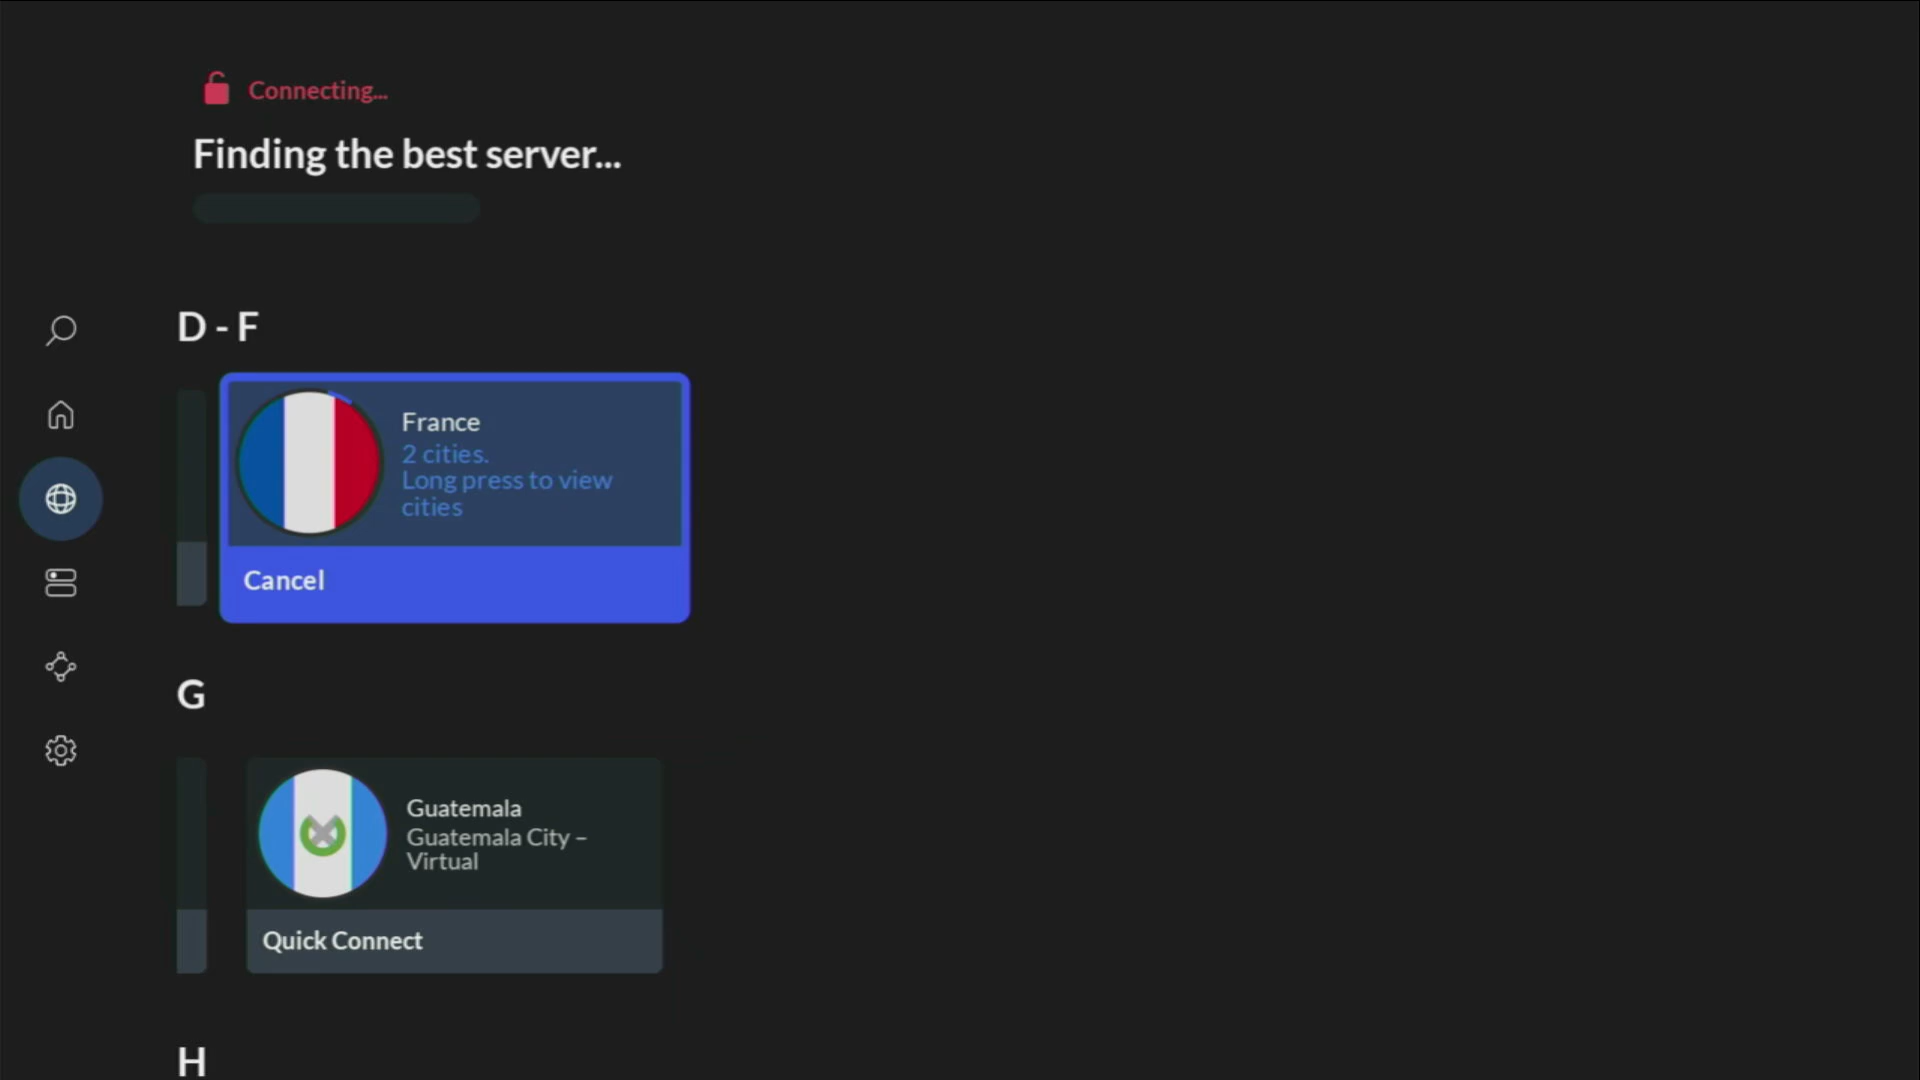 Connecting...
Finding the best server...
D - F
France
2 cities.
Long press to view
cities
Cancel
G
Guatemala
Guatemala City –
Virtual
Quick Connect
H